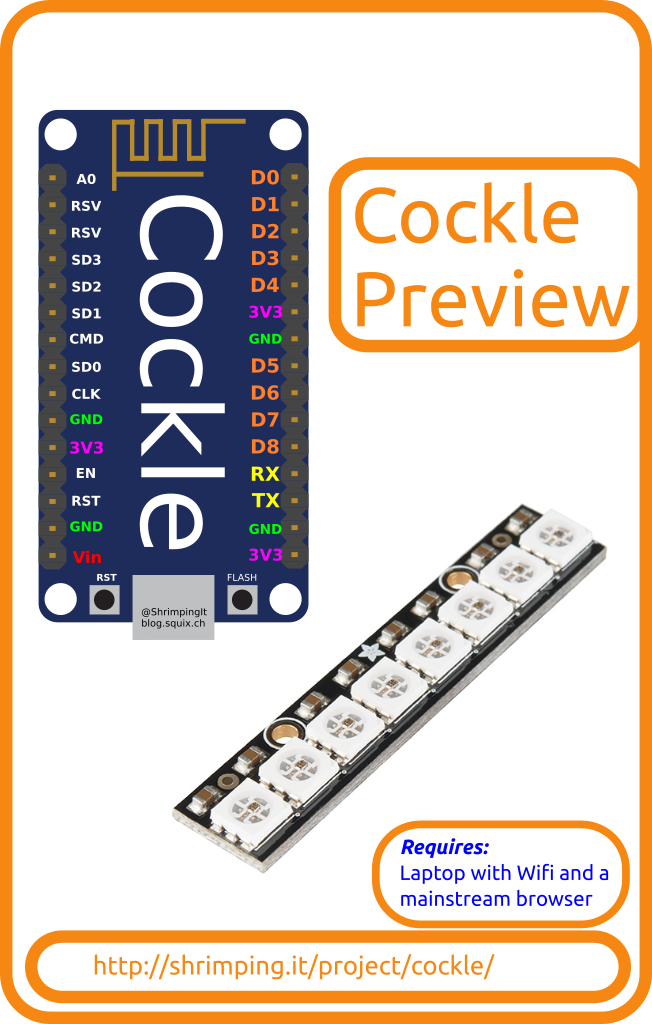 A0
RSV
RSV
SD3
SD2
SD1
CMD
SD0
CLK
GND
3V3
EN
RST
GND
Vin
Cockle
D0
D1
D2
D3
D4
3V3
GND
D5
D6
D7
D8
RX
TX
GND
3V3
RST
FLASH
@ShrimpingIt
blog.squix.ch
Cockle
Preview
Requires:
Laptop with Wifi and a
mainstream browser
http://shrimping.it/project/cockle/